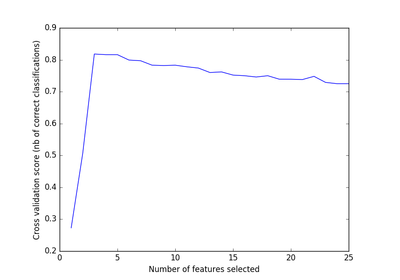 0.9
0.8
0.7
0.6
0.5
0.4
0.3
0.2
Cross validation score (nb of correct classifications)
0 5 10 15 20 25
Number of features selected